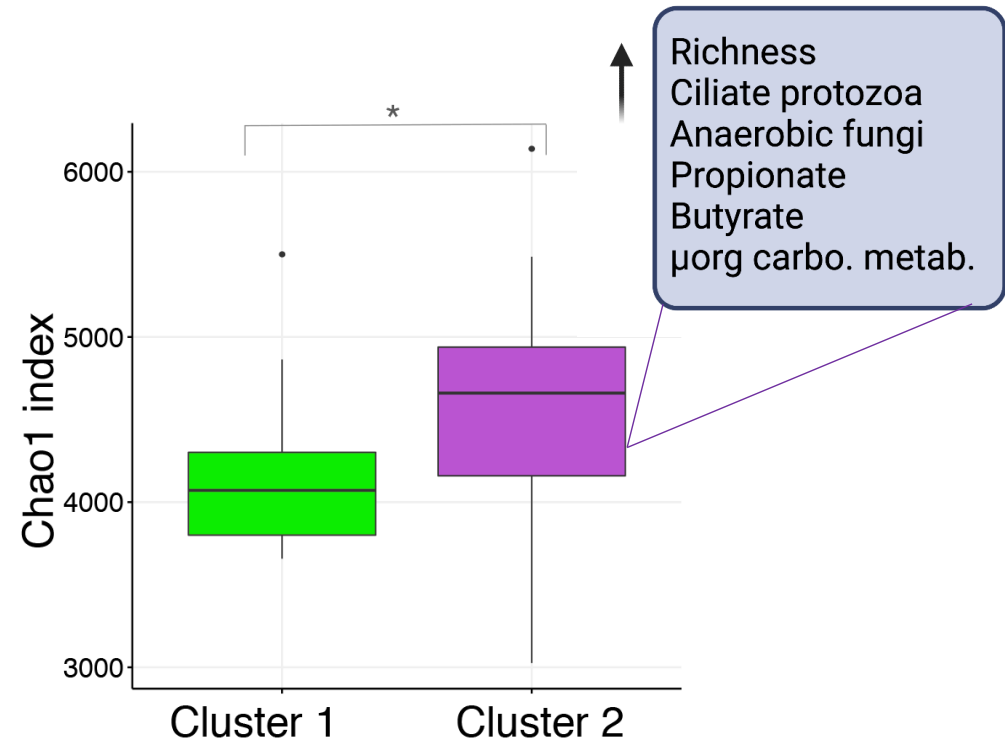 Richness
Ciliate protozoa
Anaerobic fungi
Propionate
Butyrate
µorg carbo. metab.
*
Chao1 index
6000
5000
4000
3000
Cluster 1
Cluster 2